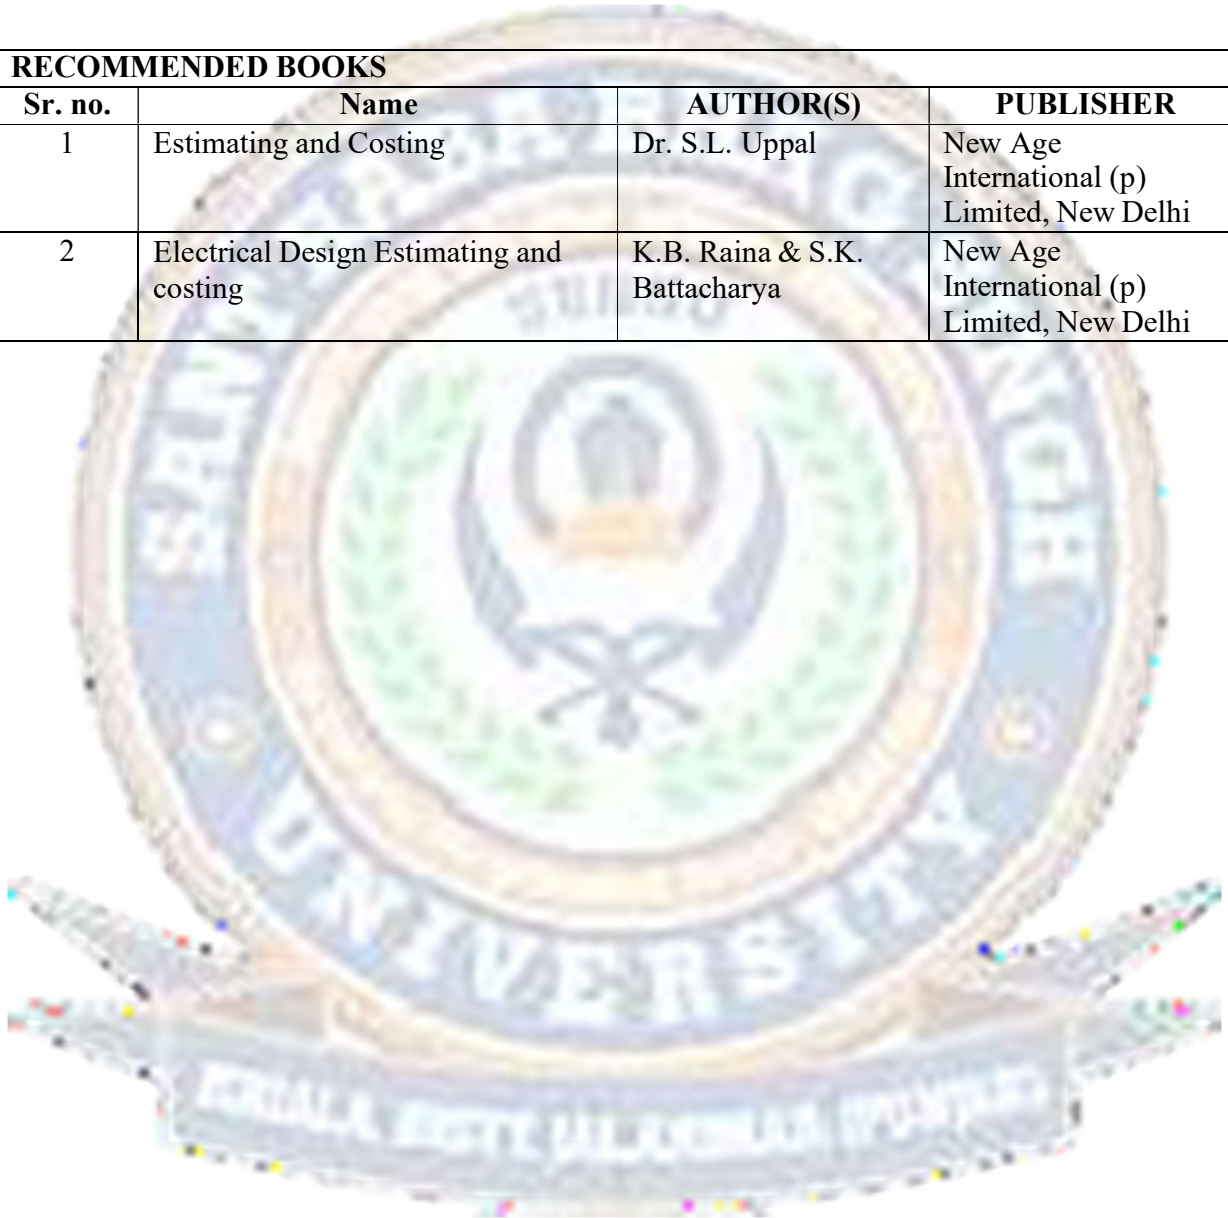 RECOMMENDED BOOKS
Sr. no. Name AUTHOR(S) PUBLISHER
1 Estimating and Costing Dr. S.L. Uppal New Age
International (p)
Limited, New Delhi
2 Electrical Design Estimating and K.B. Raina & S.K. New Age
costing Battacharya International (p)
Limited, New Delhi
UNIVERSITY